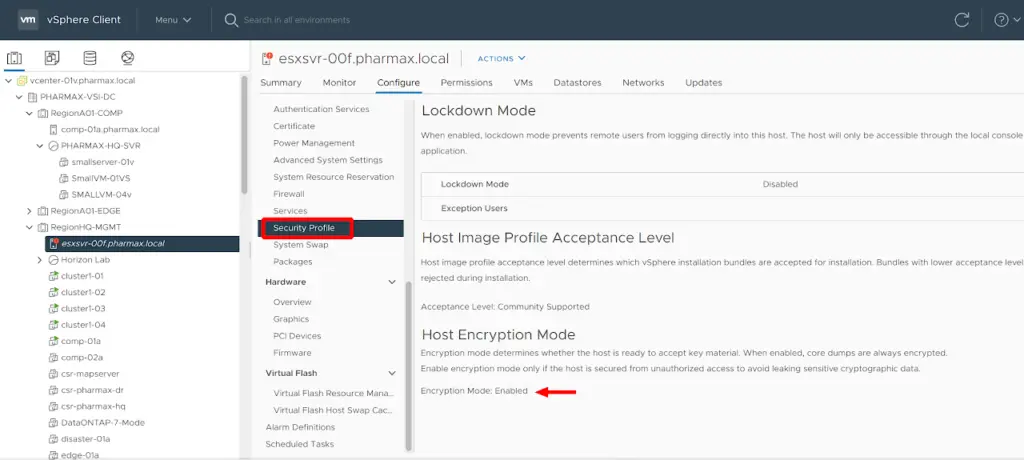 vm vSphere Client Menu Search in all environments
esxsvr-00f.pharmax.local ACTIONS
Summary Monitor Configure Permissions VMs Datastores Networks Updates
vcenter-01v.pharmax.local
PHARMAX-VSI-DC
RegionA01-COMP
comp-01a.pharmax.local
PHARMAX-HQ-SVR
smallserver-01v
SmallVM-01VS
SMALLVM-04v
RegionA01-EDGE
RegionHQ-MGMT
esxsvr-00f.pharmax.local
Horizon Lab
cluster1-01
cluster1-02
cluster1-03
cluster1-04
comp-01a
comp-02a
csr-mapserver
csr-pharmax-dr
csr-pharmax-hq
DataONTAP-7-Mode
disaster-01a
edge-01a
Authentication Services
Certificate
Power Management
Advanced System Settings
System Resource Reservation
Firewall
Services
Security Profile
System Swap
Packages
Hardware
Overview
Graphics
PCI Devices
Firmware
Virtual Flash
Virtual Flash Resource Mana...
Virtual Flash Host Swap Cac...
Alarm Definitions
Scheduled Tasks
Lockdown Mode
When enabled, lockdown mode prevents remote users from logging directly into this host. The host will only be accessible through the local console
application.
Lockdown Mode Disabled
Exception Users
Host Image Profile Acceptance Level
Host image profile acceptance level determines which vSphere installation bundles are accepted for installation. Bundles with lower acceptance level
rejected during installation.
Acceptance Level: Community Supported
Host Encryption Mode
Encryption mode determines whether the host is ready to accept key material. When enabled, core dumps are always encrypted.
Enable encryption mode only if the host is secured from unauthorized access to avoid leaking sensitive cryptographic data.
Encryption Mode: Enabled